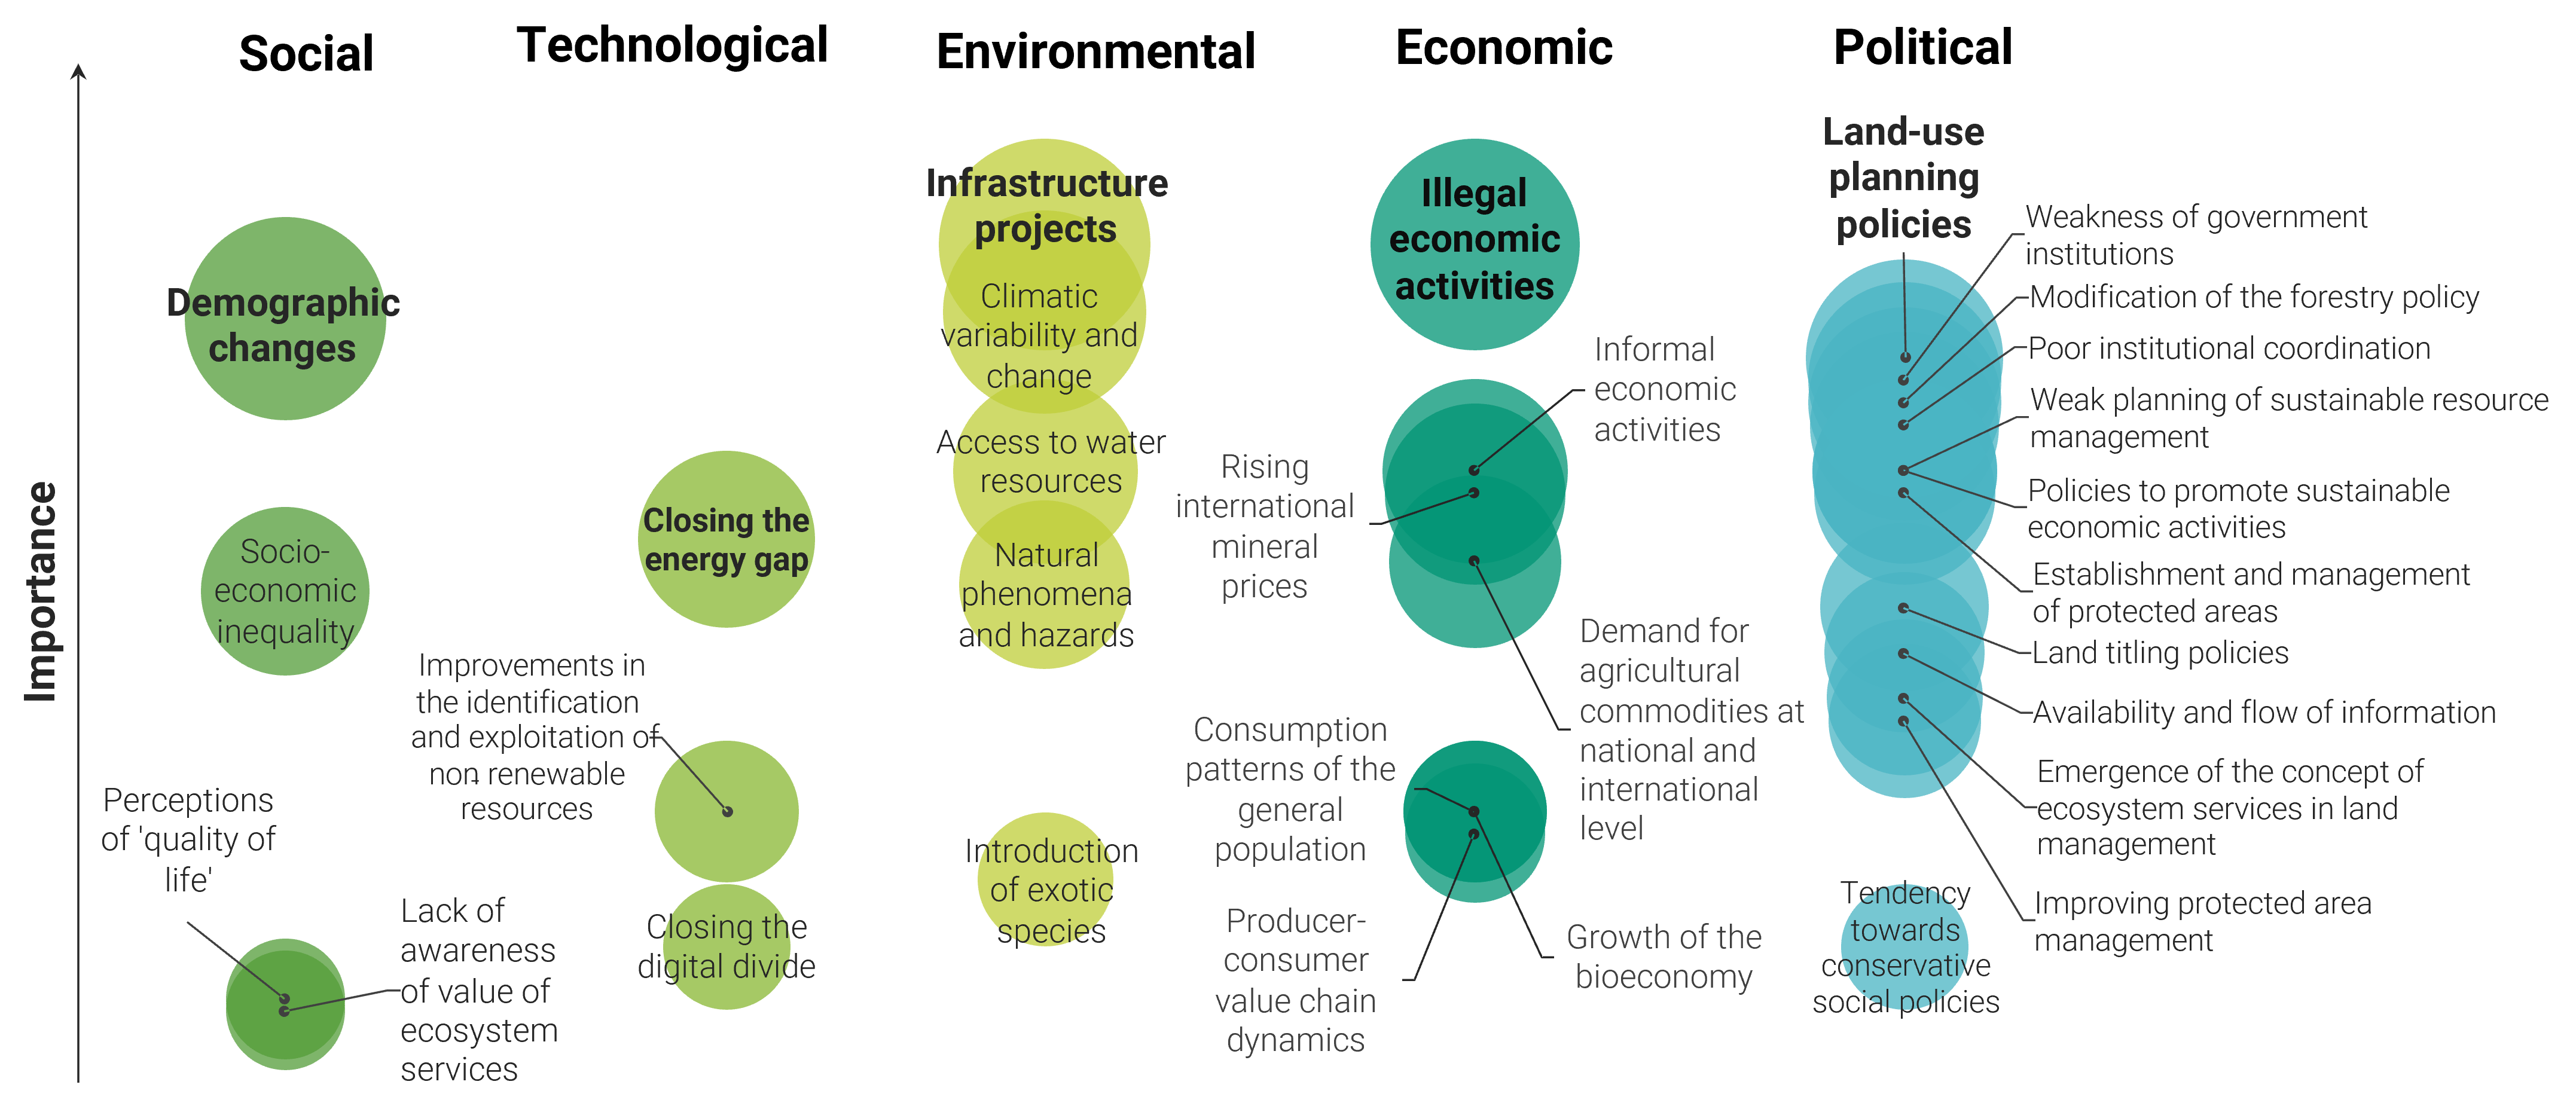 Social
Technological
Environmental
Economic
Political
Importance
Demographic
changes
Socio-
economic
inequality
Perceptions
of 'quality of
life'
Lack of
awareness
of value of
ecosystem
services
Closing the
energy gap
Improvements in
the identification
and exploitation of
non- renewable
resources
Closing the
digital divide
Infrastructure
projects
Climatic
variability and
change
Access to water
resources
Natural
phenomena
and hazards
Introduction
of exotic
species
Illegal
economic
activities
Informal
economic
activities
Rising
international
mineral
prices
Demand for
agricultural
commodities at
national and
international
level
Consumption
patterns of the
general
population
Producer-
consumer
value chain
dynamics
Growth of the
bioeconomy
Land-use
planning
policies
Weakness of government
institutions
Modification of the forestry policy
Poor institutional coordination
Weak planning of sustainable resource
management
Policies to promote sustainable
economic activities
Establishment and management
of protected areas
Land titling policies
Availability and flow of information
Emergence of the concept of
ecosystem services in land
management
Improving protected area
management
Tendency
towards
conservative
social policies